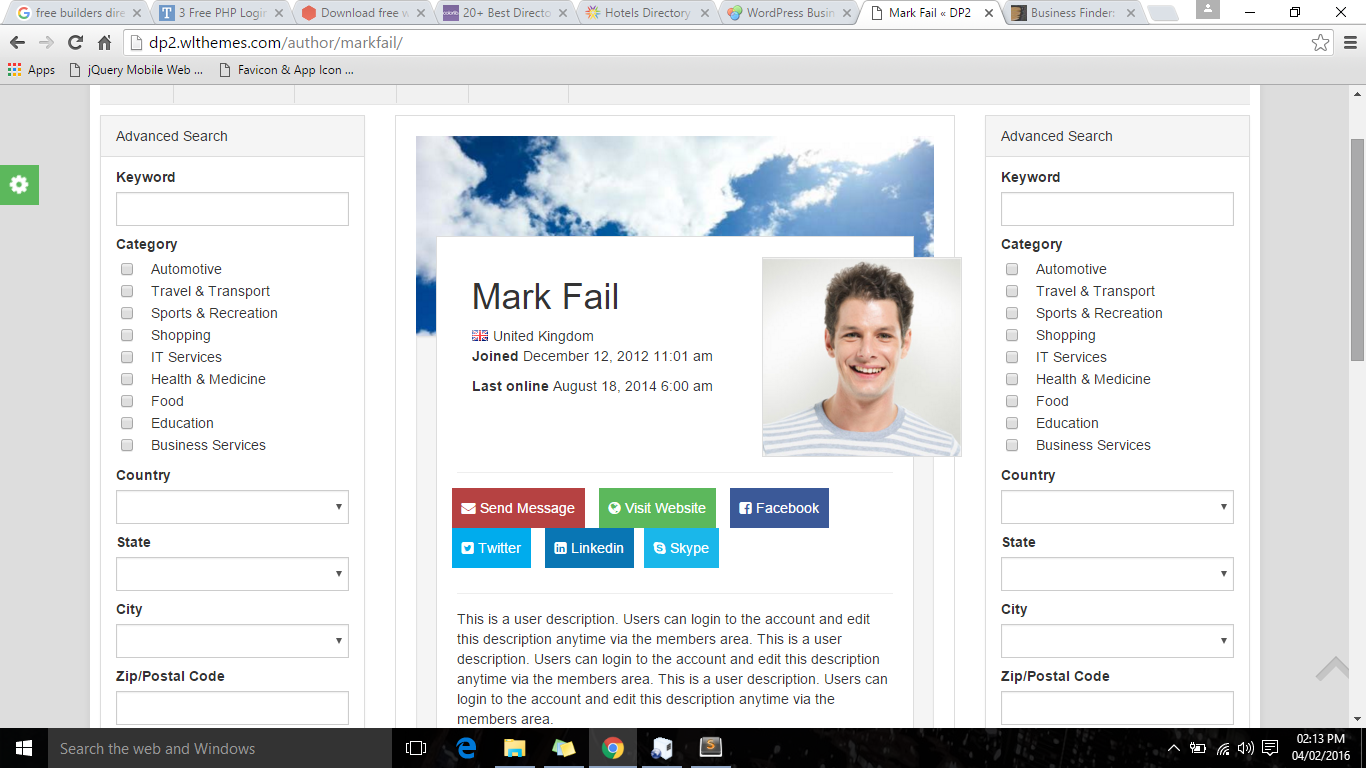 free builders dire
3 Free PHP Login
Download free w
20+ Best Directo
Hotels Directory
WordPress Busin
Mark Fail « DP2
Business Finders
dp2.wlthemes.com/author/markfail/
Apps
jQuery Mobile Web ...
Favicon & App Icon ...
Advanced Search
Keyword
Category
Automotive
Travel & Transport
Sports & Recreation
Shopping
IT Services
Health & Medicine
Food
Education
Business Services
Country
State
City
Zip/Postal Code
Mark Fail
United Kingdom
Joined December 12, 2012 11:01 am
Last online August 18, 2014 6:00 am
Send Message
Visit Website
Facebook
Twitter
Linkedin
Skype
This is a user description. Users can login to the account and edit
this description anytime via the members area. This is a user
description. Users can login to the account and edit this description
anytime via the members area. This is a user description. Users can
login to the account and edit this description anytime via the
members area.
Advanced Search
Keyword
Category
Automotive
Travel & Transport
Sports & Recreation
Shopping
IT Services
Health & Medicine
Food
Education
Business Services
Country
State
City
Zip/Postal Code
Search the web and Windows
02:13 PM
04/02/2016